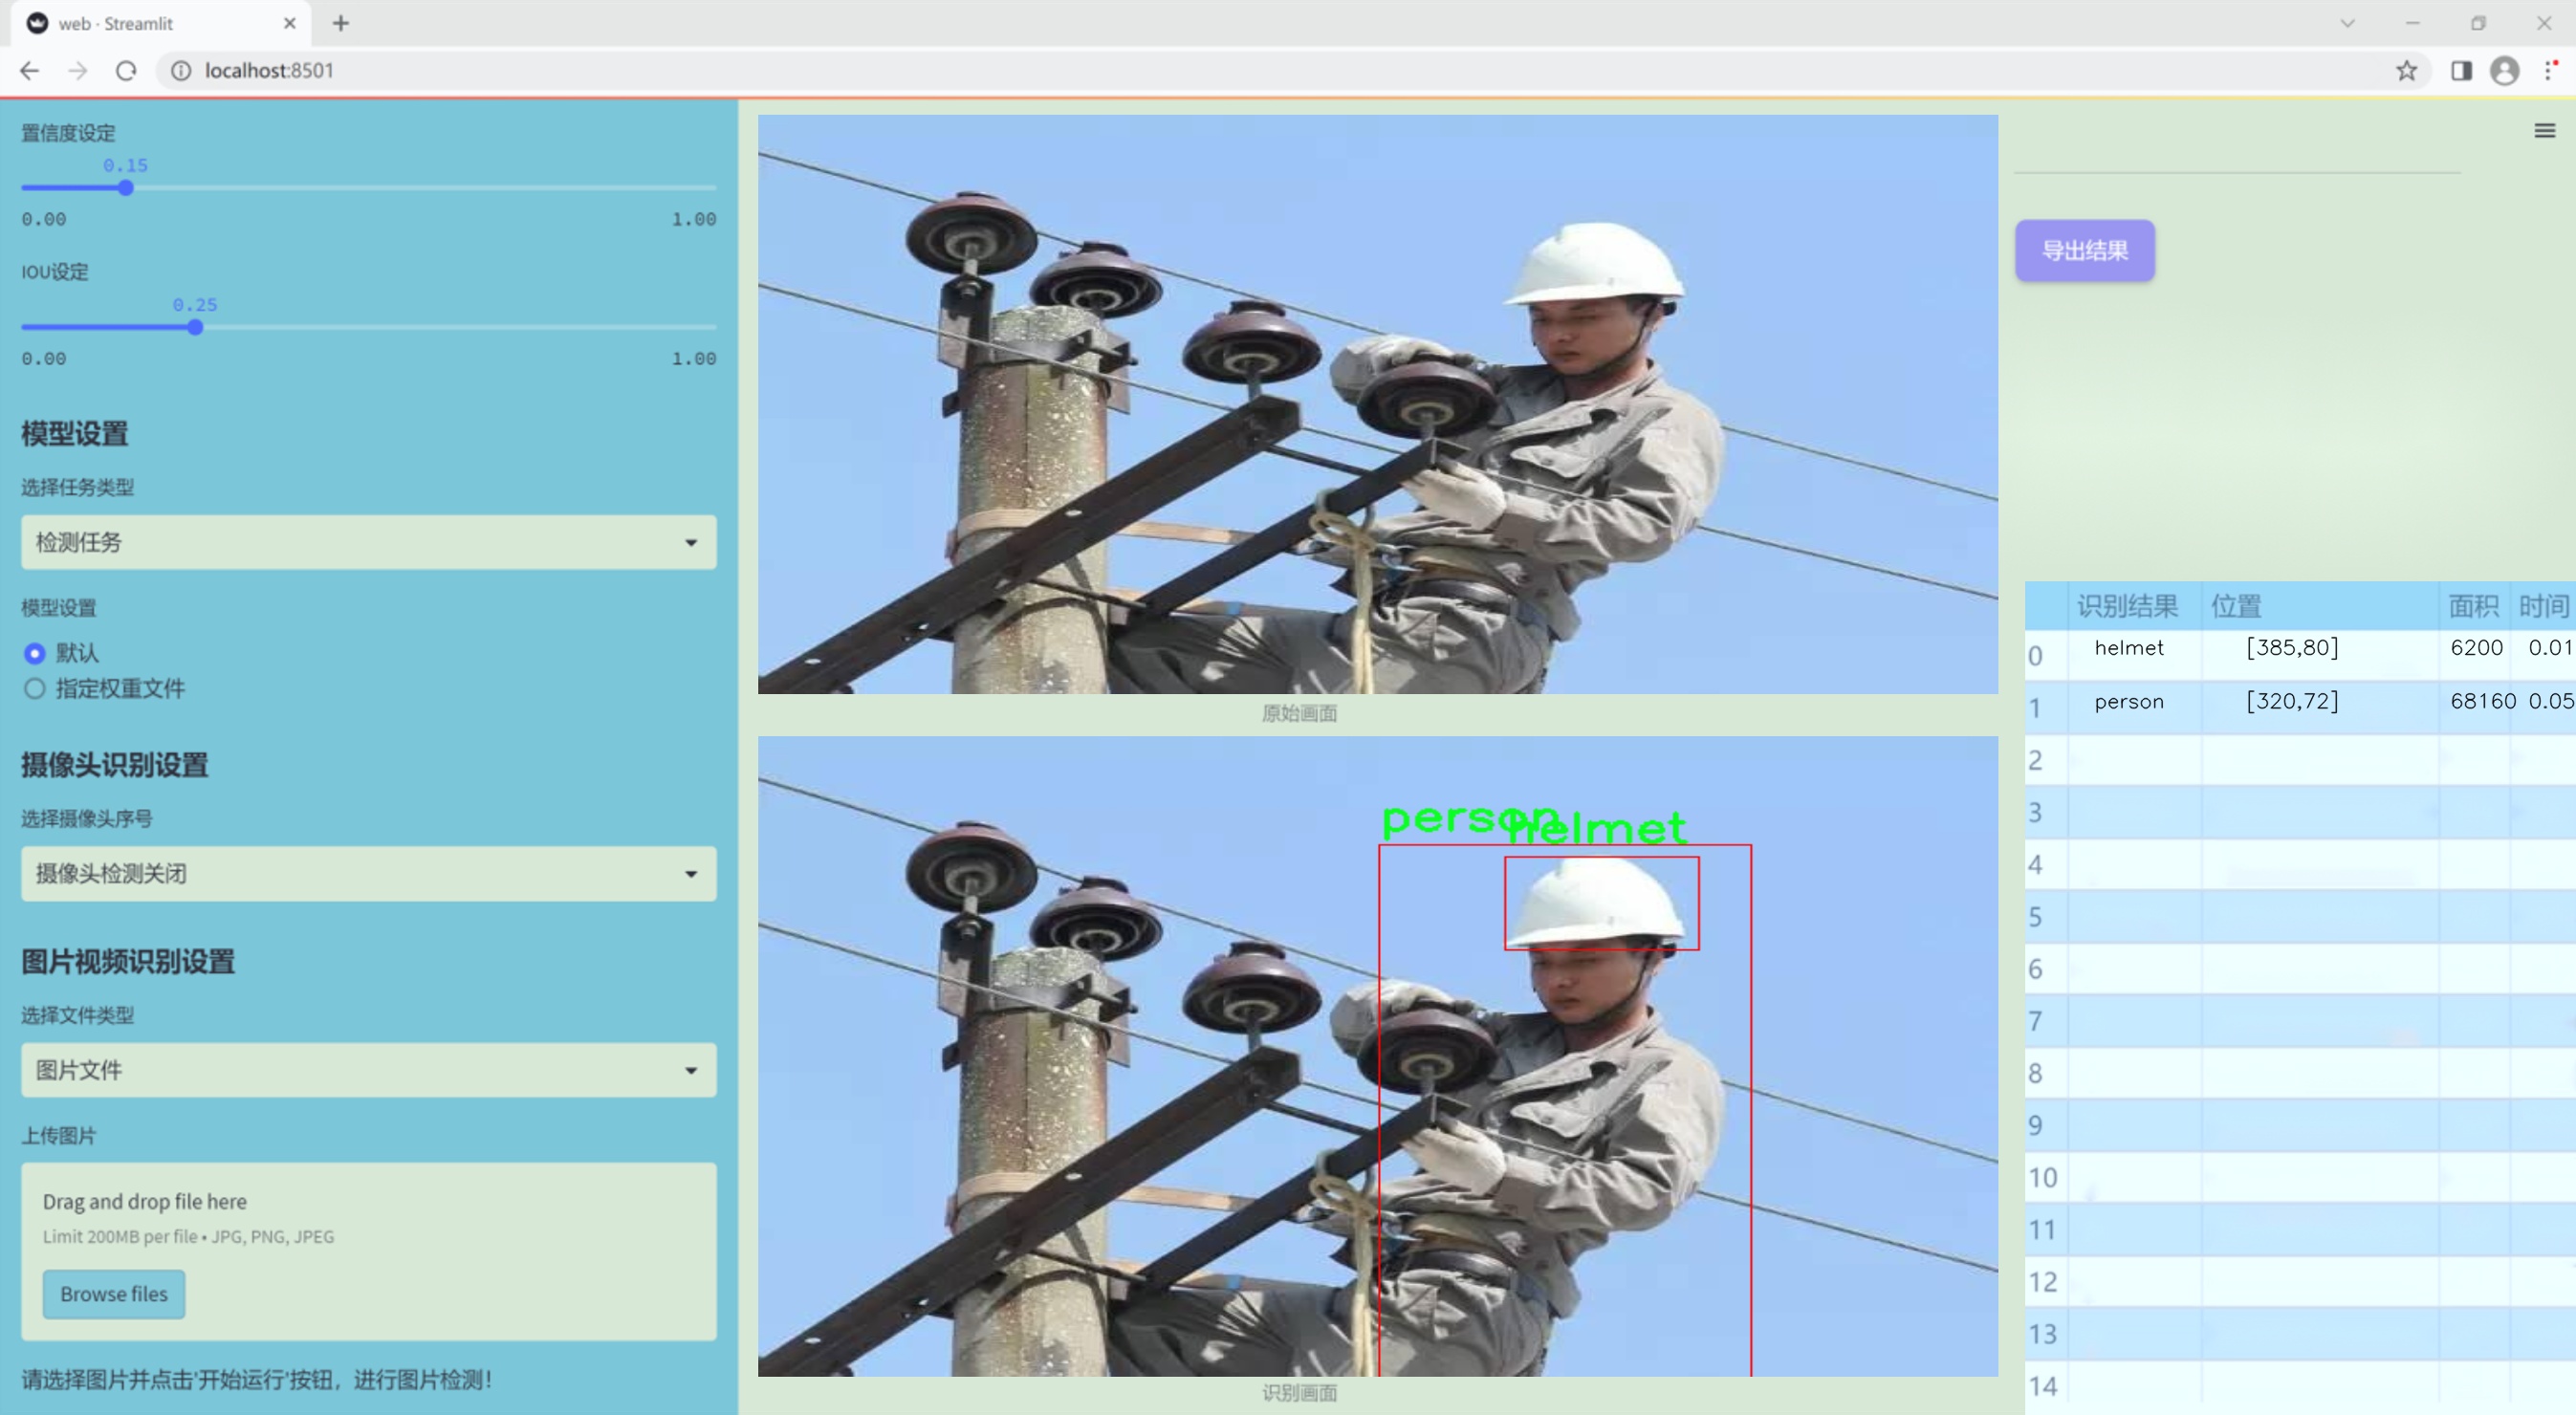 web · Streamlit
localhost:8501
置信度设定
0.15
0.00 1.00
IOU设定
0.25
0.00 1.00
模型设置
选择任务类型
检测任务
模型设置
默认
指定权重文件
摄像头识别设置
选择摄像头序号
摄像头检测关闭
图片视频识别设置
选择文件类型
图片文件
上传图片
Drag and drop file here
Limit 200MB per file • JPG, PNG, JPEG
Browse files
请选择图片并点击'开始运行'按钮，进行图片检测！
原始画面
person
helmet
识别画面
导出结果
识别结果 位置 面积 时间
0 helmet [385,80] 6200 0.01
1 person [320,72] 68160 0.05
2
3
4
5
6
7
8
9
10
11
12
13
14